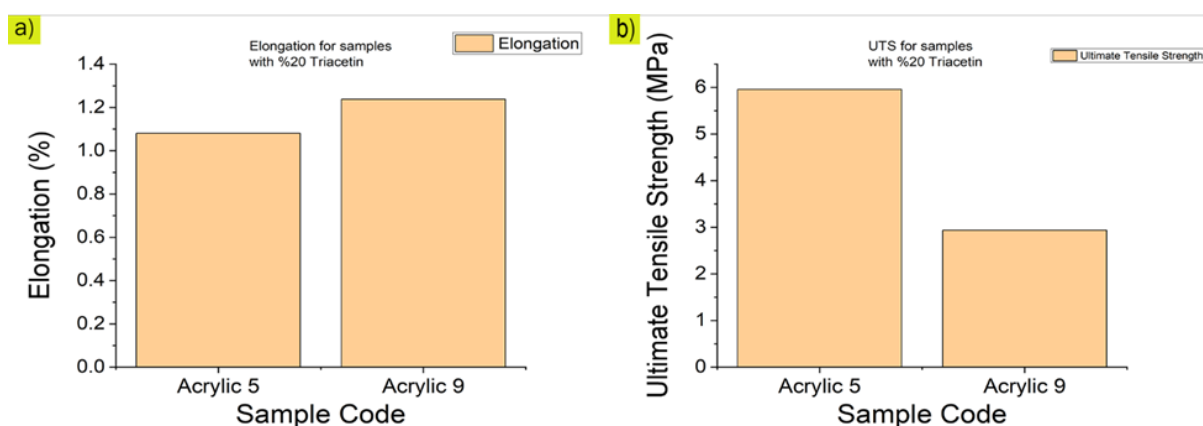 a)
Elongation for samples
with %20 Triacetin
Elongation
1.4
1.2
1.0
0.8
0.6
0.4
0.2
0.0
Elongation (%)
Acrylic 5
Acrylic 9
Sample Code
b)
UTS for samples
with %20 Triacetin
Ultimate Tensile Strength
6
5
4
3
2
1
0
Ultimate Tensile Strength (MPa)
Acrylic 5
Acrylic 9
Sample Code